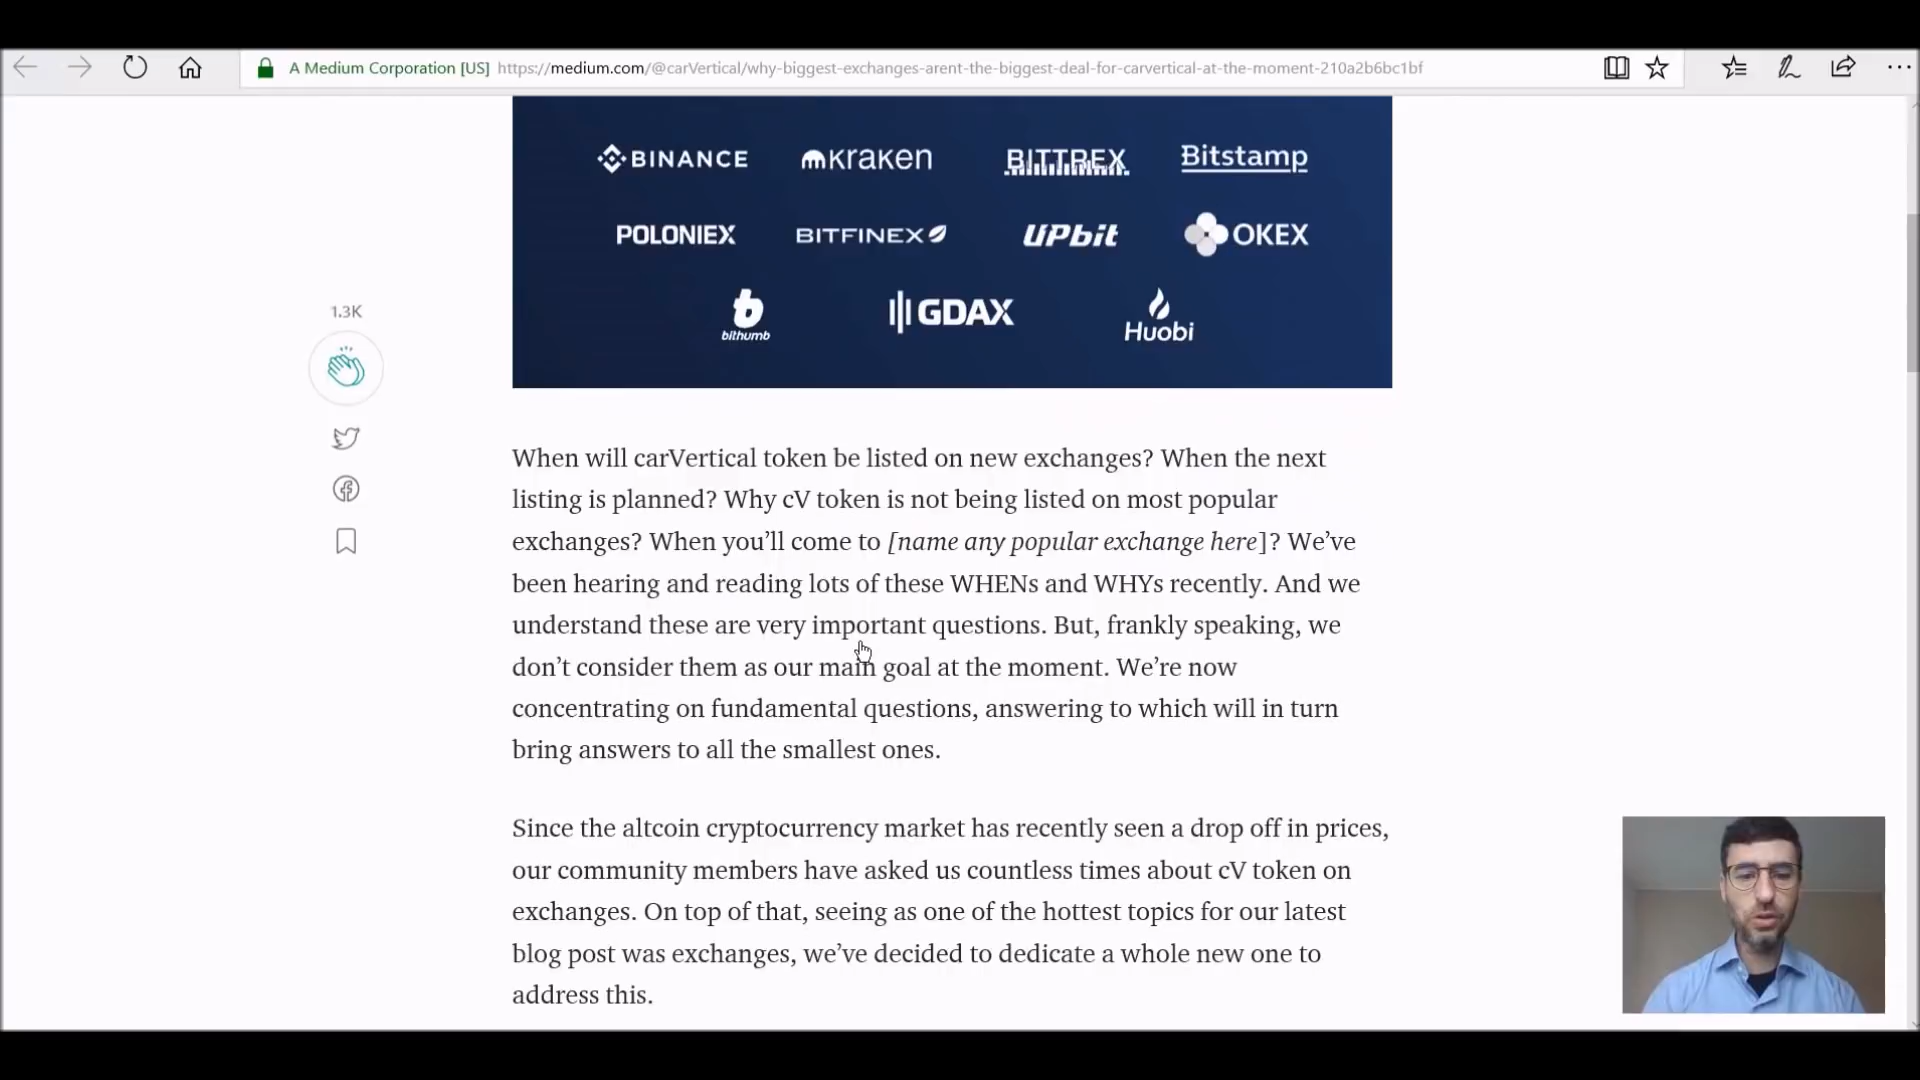 A Medium Corporation [US] https://medium.com/@carVertical/why-biggest-exchanges-arent-the-biggest-deal-for-carvertical-at-the-moment-210a2b6bc1bf
BINANCE kraken BITTREX Bitstamp
POLONIEX BITFINEX UPbit OKEX
bithumb GDAX Huobi
1.3K
When will carVertical token be listed on new exchanges? When the next
listing is planned? Why cV token is not being listed on most popular
exchanges? When you’ll come to [name any popular exchange here]? We’ve
been hearing and reading lots of these WHENs and WHYs recently. And we
understand these are very important questions. But, frankly speaking, we
don’t consider them as our main goal at the moment. We’re now
concentrating on fundamental questions, answering to which will in turn
bring answers to all the smallest ones.
Since the altcoin cryptocurrency market has recently seen a drop off in prices,
our community members have asked us countless times about cV token on
exchanges. On top of that, seeing as one of the hottest topics for our latest
blog post was exchanges, we’ve decided to dedicate a whole new one to
address this.